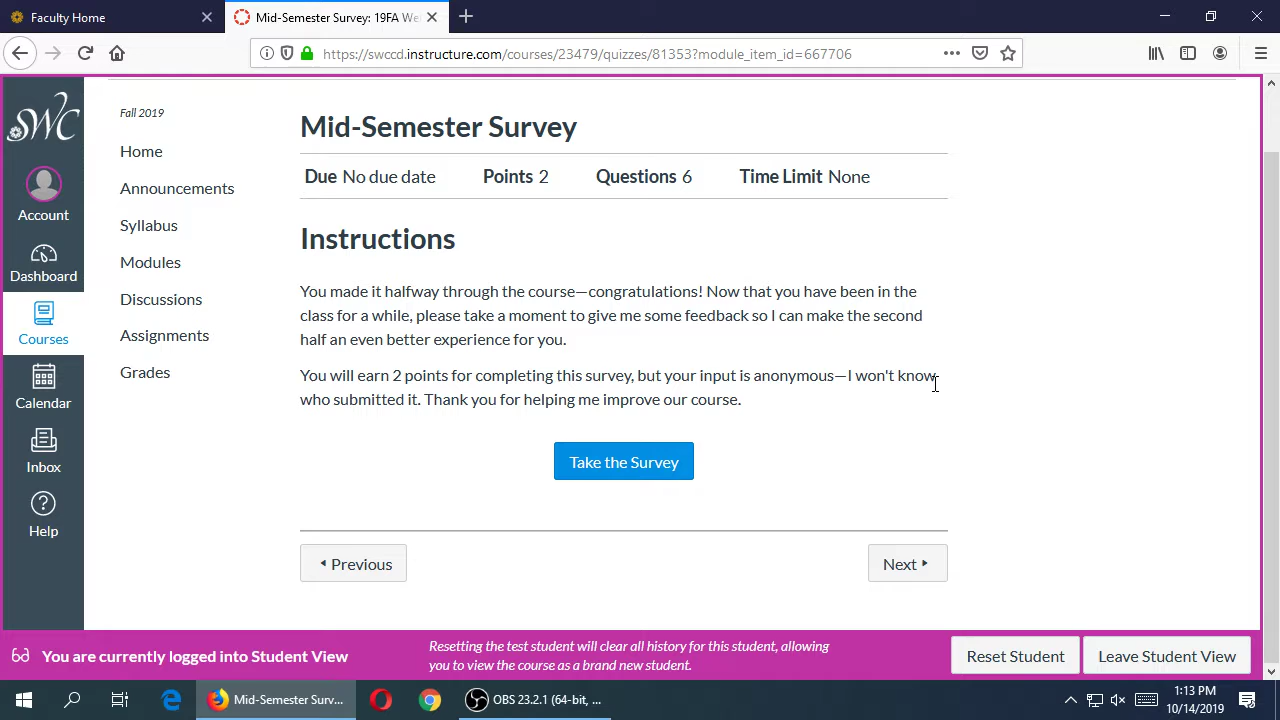 Faculty Home
Mid-Semester Survey: 19FA We
https://swccd.instructure.com/courses/23479/quizzes/81353?module_item_id=667706
SWC
Account
Dashboard
Courses
Calendar
Inbox
Help
Fall 2019
Home
Announcements
Syllabus
Modules
Discussions
Assignments
Grades
Mid-Semester Survey
Due No due date Points 2 Questions 6 Time Limit None
Instructions
You made it halfway through the course—congratulations! Now that you have been in the
class for a while, please take a moment to give me some feedback so I can make the second
half an even better experience for you.
You will earn 2 points for completing this survey, but your input is anonymous—I won't know
who submitted it. Thank you for helping me improve our course.
Take the Survey
Previous
Next
You are currently logged into Student View
Resetting the test student will clear all history for this student, allowing
you to view the course as a brand new student.
Reset Student
Leave Student View
Mid-Semester Surv...
OBS 23.2.1 (64-bit, ...
1:13 PM
10/14/2019